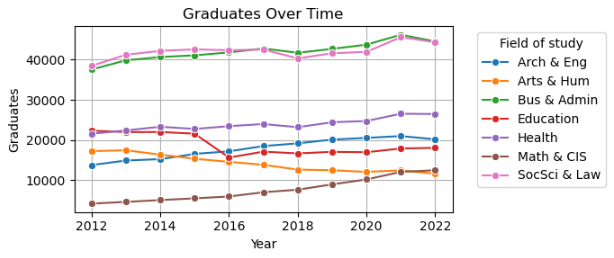 Graduates Over Time
Graduates
40000
30000
20000
10000
2012 2014 2016 2018 2020 2022
Year
Field of study
Arch & Eng
Arts & Hum
Bus & Admin
Education
Health
Math & CIS
SocSci & Law